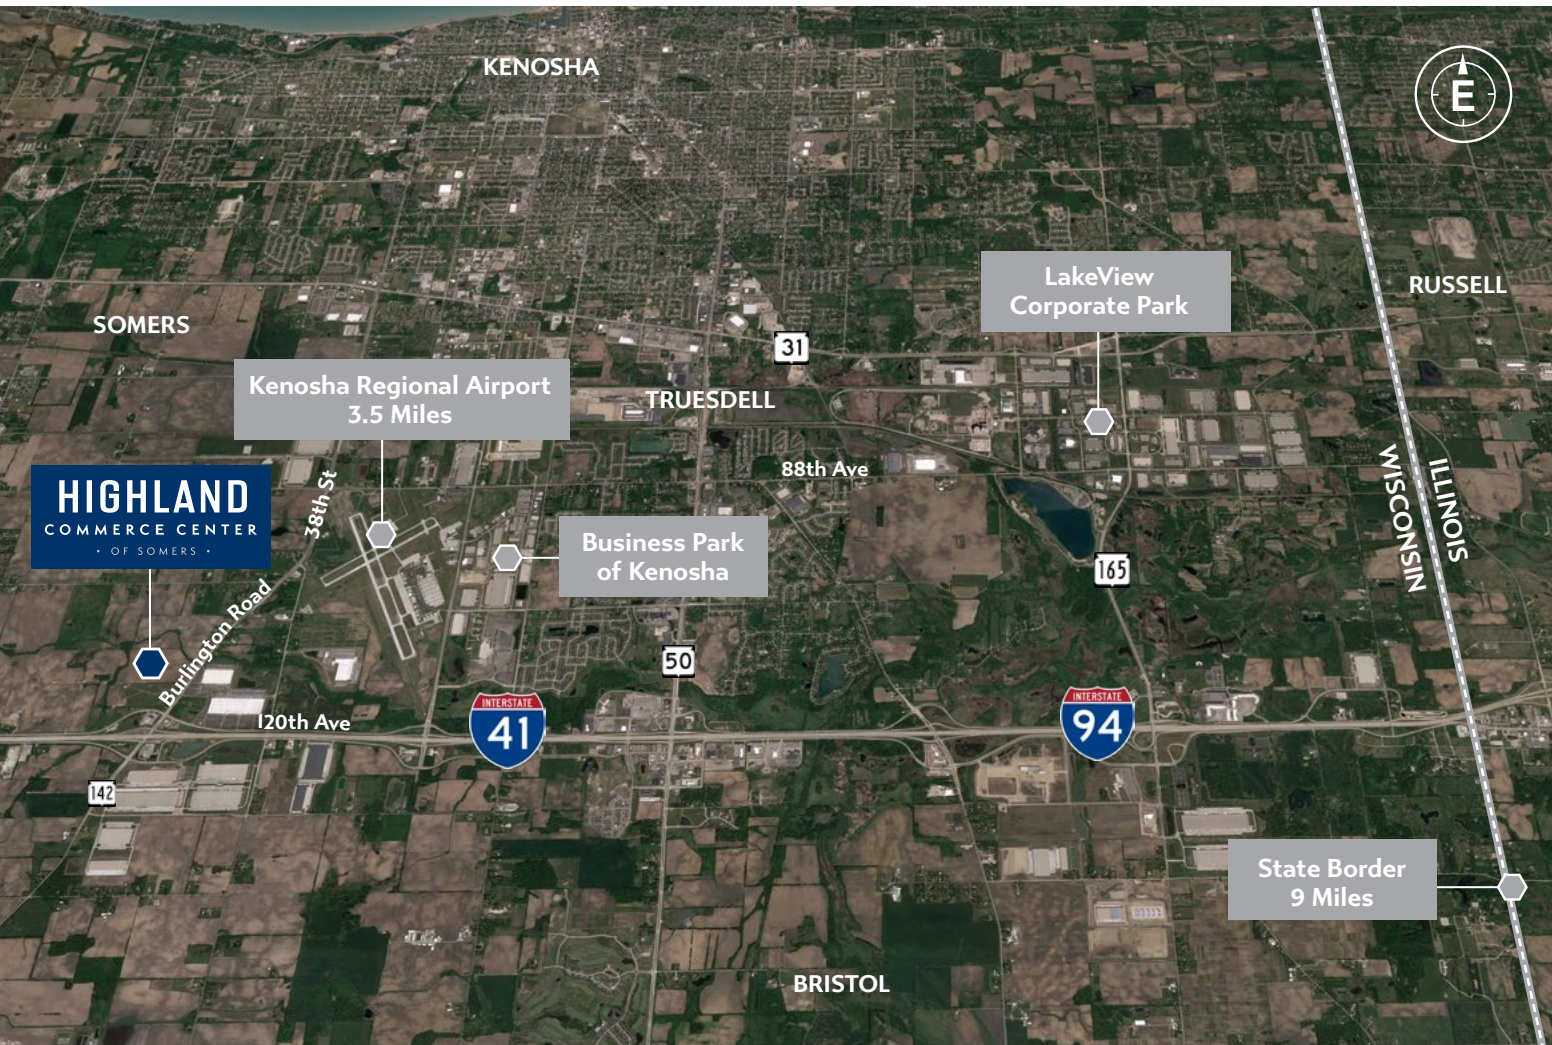 KENOSHA
E
LakeView
Corporate Park
RUSSELL
SOMERS
31
Kenosha Regional Airport
3.5 Miles
TRUESDELL
88th Ave
HIGHLAND
COMMERCE CENTER
• OF SOMERS •
38th St
Business Park
of Kenosha
WISCONSIN
ILLINOIS
165
Burlington Road
50
120th Ave
INTERSTATE
41
INTERSTATE
94
142
State Border
9 Miles
BRISTOL